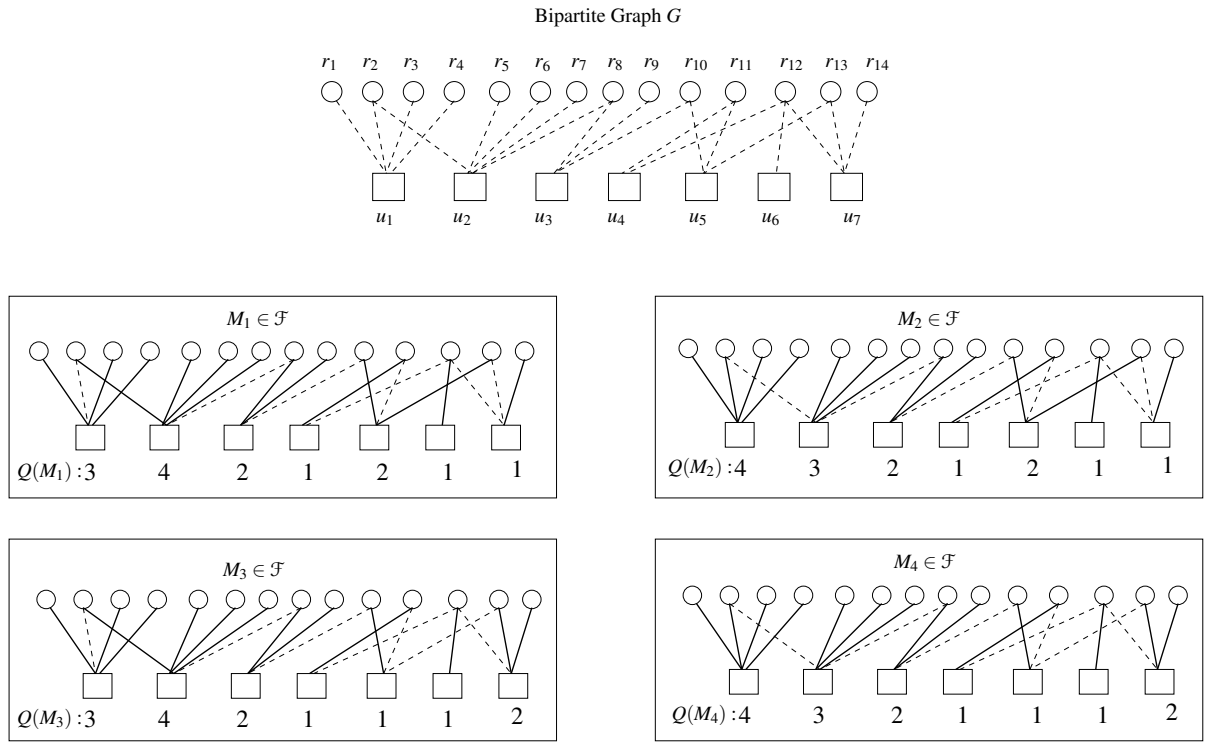 Bipartite Graph G
r1 r2 r3 r4 r5 r6 r7 r8 r9 r10 r11 r12 r13 r14
u1 u2 u3 u4 u5 u6 u7
M1 ∈ ℱ
Q(M1) : 3 4 2 1 2 1 1
M2 ∈ ℱ
Q(M2) : 4 3 2 1 2 1 1
M3 ∈ ℱ
Q(M3) : 3 4 2 1 1 1 2
M4 ∈ ℱ
Q(M4) : 4 3 2 1 1 1 2